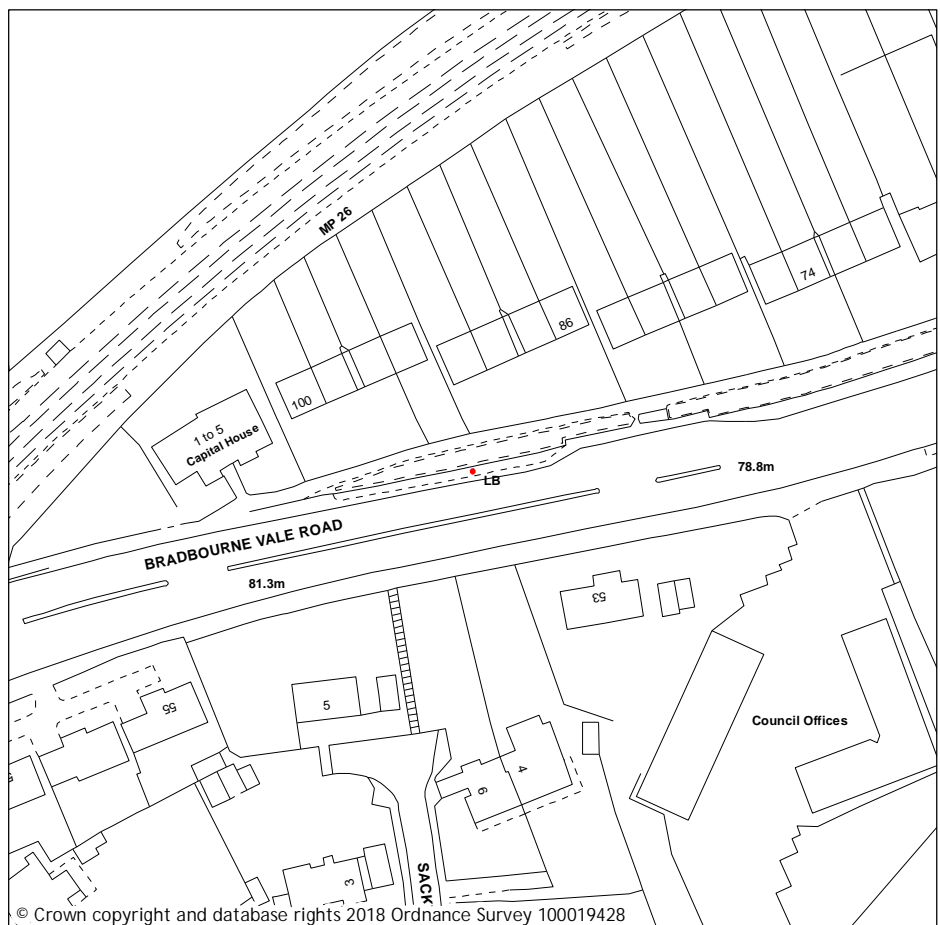 MP 26
74
86
100
1 to 5
Capital House
LB
78.8m
BRADBOURNE VALE ROAD
81.3m
53
55
5
Council Offices
4
6
3
SACK
© Crown copyright and database rights 2018 Ordnance Survey 100019428